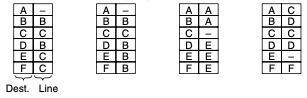 A – A – A A A C
B B B B B A B D
C C C C C – C C
D B D B D E D D
E C E B E E E –
F C F B F E F C
Dest. Line